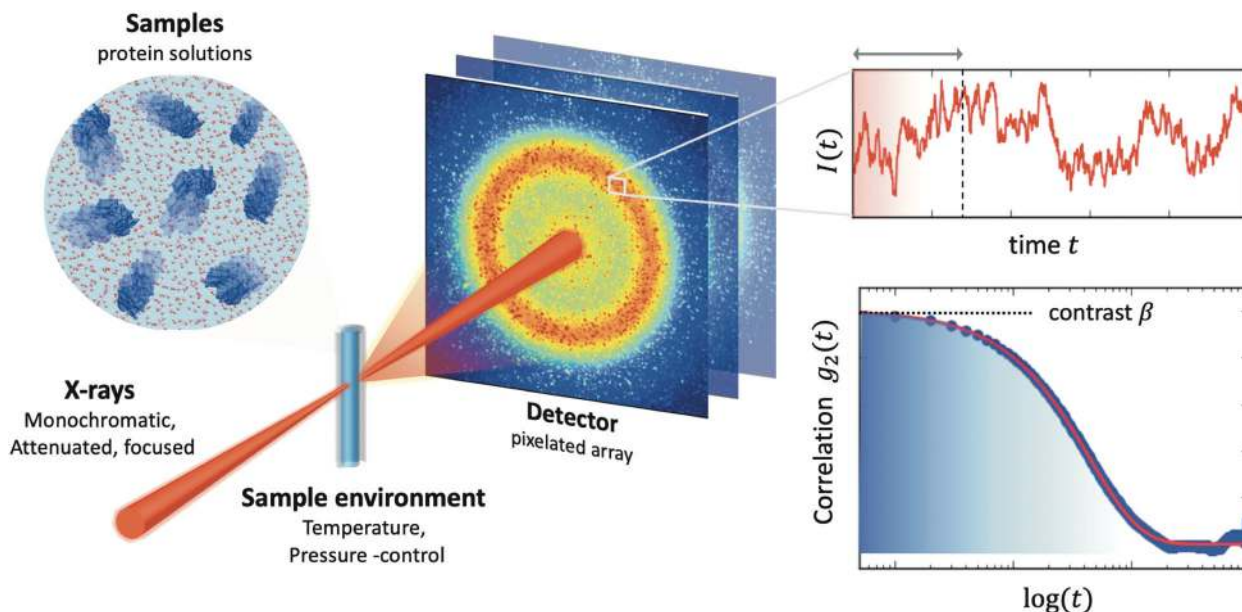 Samples
protein solutions
X-rays
Monochromatic,
Attenuated, focused
Sample environment
Temperature,
Pressure -control
Detector
pixelated array
I(t)
time t
contrast β
Correlation g₂(t)
log(t)